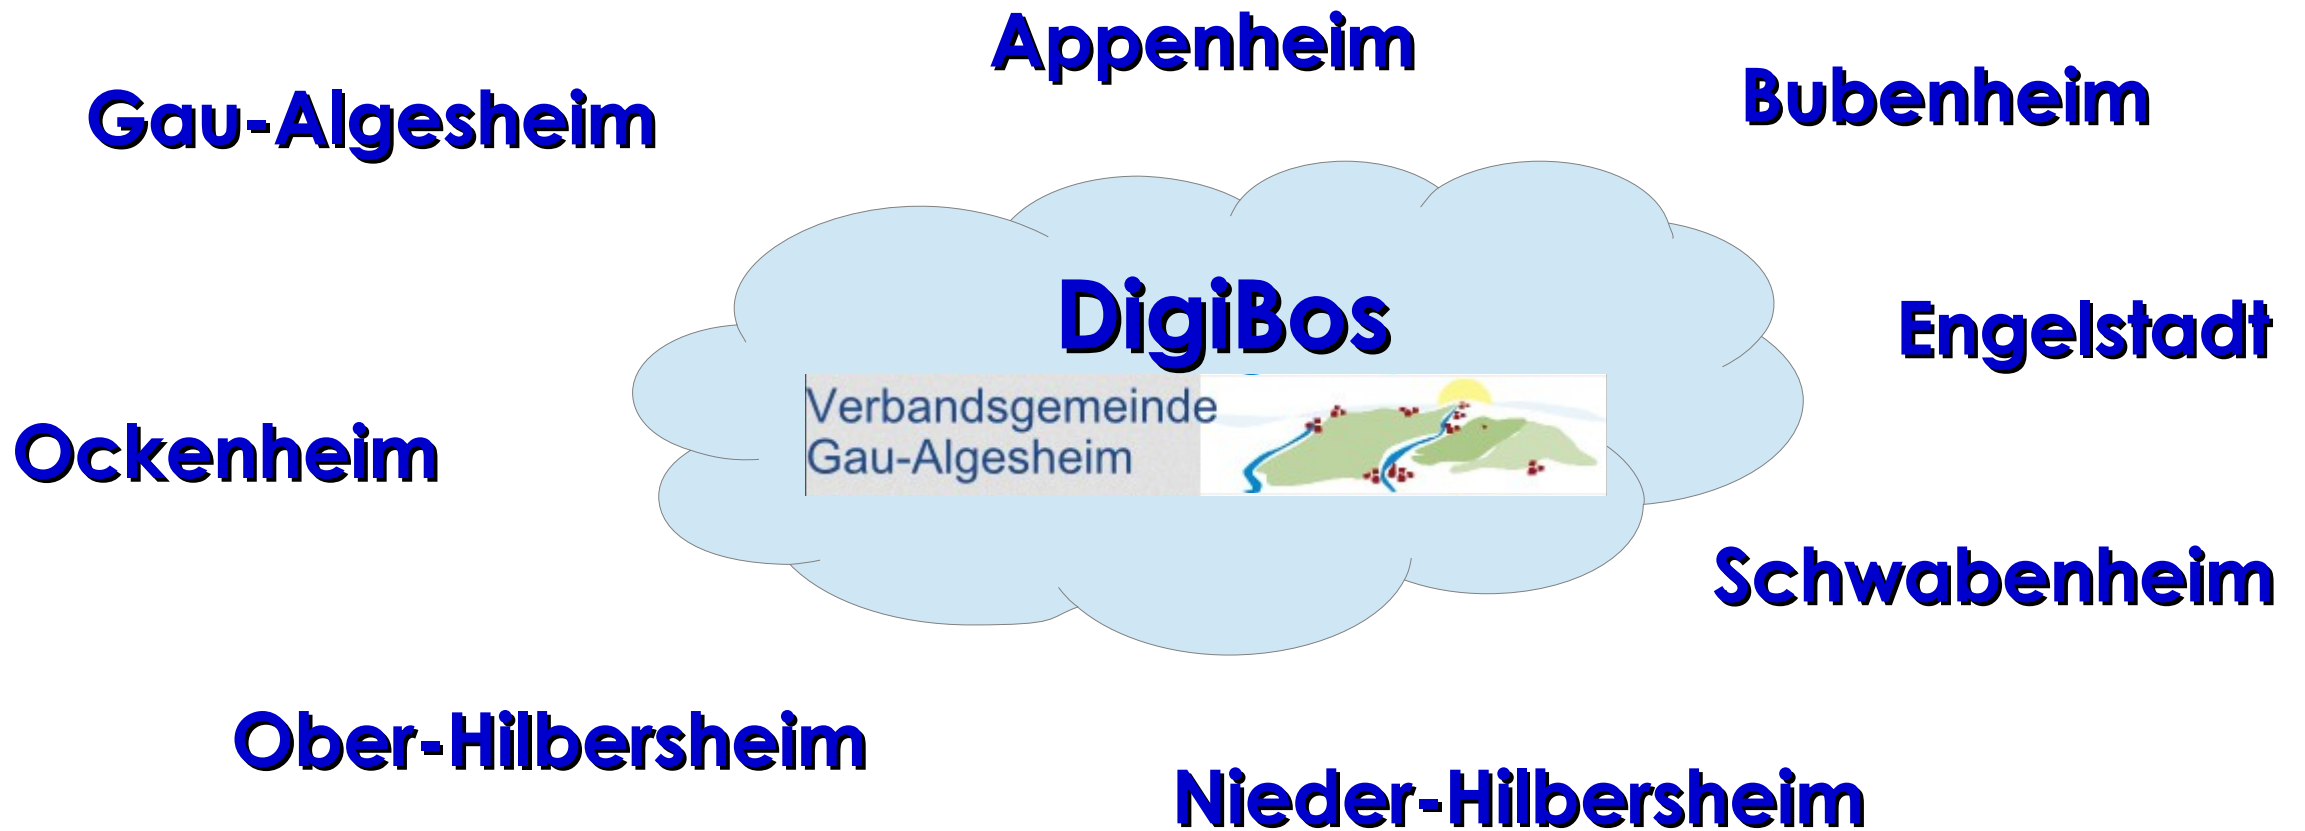 Appenheim
Bubenheim
Gau-Algesheim
DigiBos
Engelstadt
Verbandsgemeinde
Gau-Algesheim
Ockenheim
Schwabenheim
Ober-Hilbersheim
Nieder-Hilbersheim